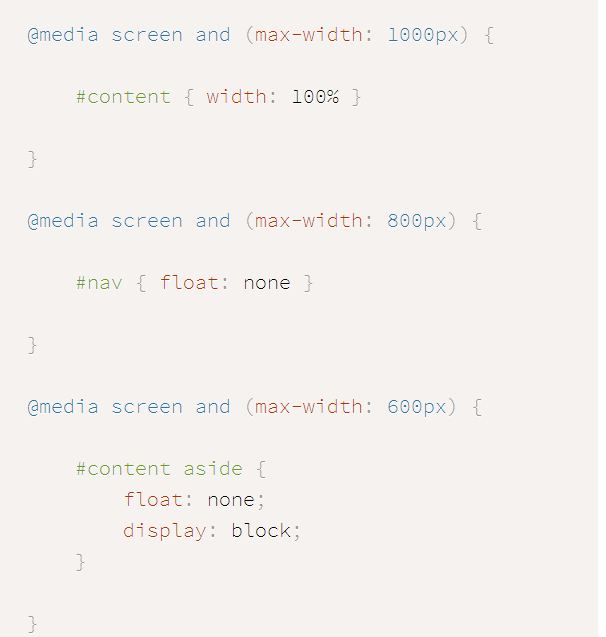 @media screen and (max-width: 1000px) {
#content { width: 100% }
}
@media screen and (max-width: 800px) {
#nav { float: none }
}
@media screen and (max-width: 600px) {
#content aside {
float: none;
display: block;
}
}